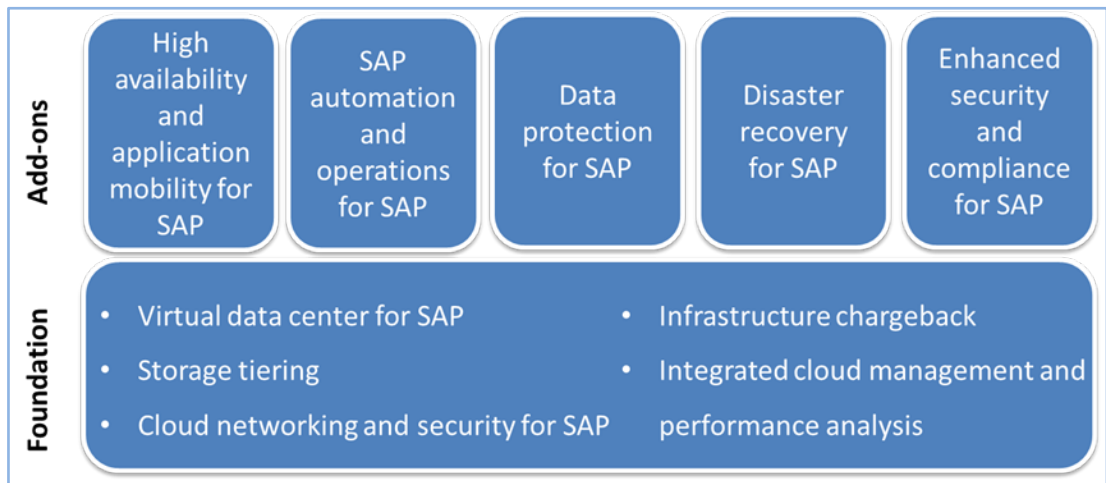 Add-ons
High
availability
and
application
mobility for
SAP
SAP
automation
and
operations
for SAP
Data
protection
for SAP
Disaster
recovery
for SAP
Enhanced
security
and
compliance
for SAP
Foundation
• Virtual data center for SAP
• Storage tiering
• Cloud networking and security for SAP
• Infrastructure chargeback
• Integrated cloud management and
performance analysis